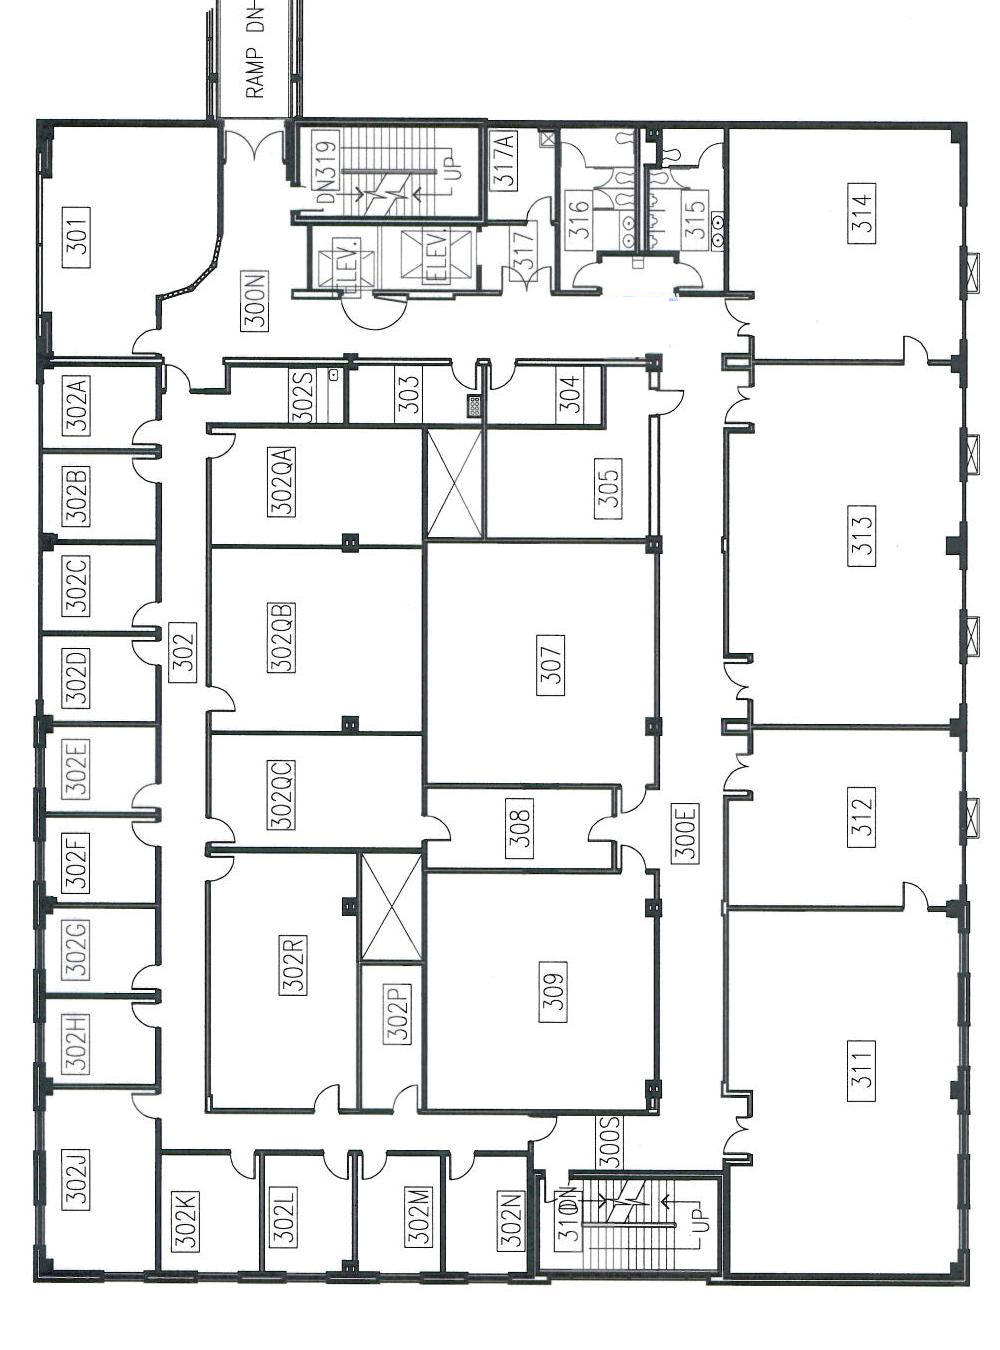 RAMP DN
DN
319
UP
317A
316
315
314
301
ELEV.
ELEV.
317
300N
302A
302S
303
304
302B
302QA
305
313
302C
302
302QB
307
302D
302E
302QC
308
300E
312
302F
302G
302R
302P
309
302H
311
302J
300S
302K
302L
302M
302N
310
DN
UP